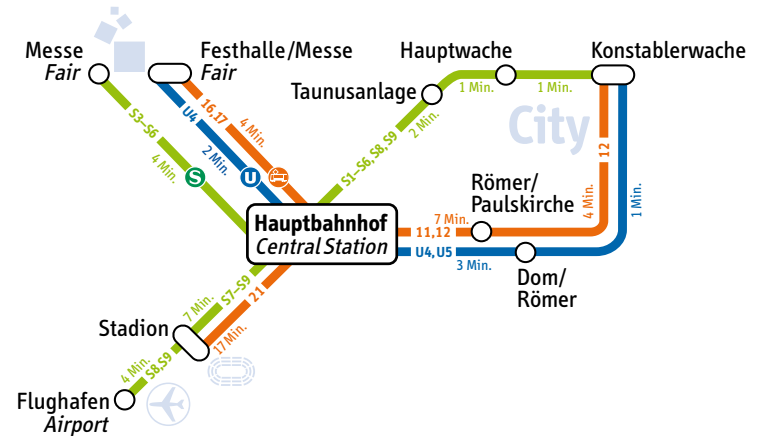 Messe
Fair
Festhalle/Messe
Fair
Hauptwache
Konstablerwache
Taunusanlage
1 Min.
1 Min.
City
S3–S6
4 Min.
S
U4
2 Min.
U
16,17
4 Min.
S1–S6, S8, S9
2 Min.
12
4 Min.
1 Min.
Römer/
Paulskirche
Hauptbahnhof
Central Station
7 Min.
11,12
U4,U5
3 Min.
Dom/
Römer
7 Min.
S7–S9
21
17 Min.
Stadion
4 Min.
S8,S9
Flughafen
Airport